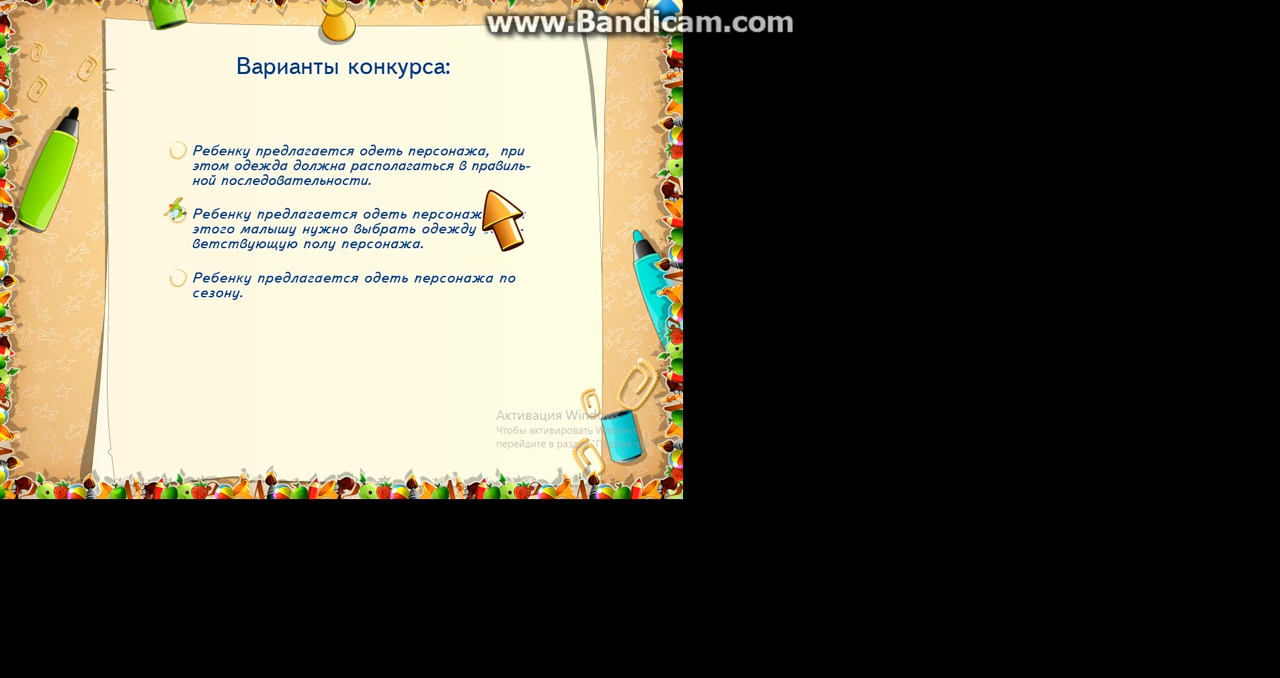 www.Bandicam.com
Варианты конкурса:
Ребенку предлагается одеть персонажа, при
этом одежда должна располагаться в правиль-
ной последовательности.
Ребенку предлагается одеть
этого малышу нужно выбрать одежду
ветствующую полу персонажа.
Ребенку предлагается одеть персонажа по
сезону.
Активация Windows
Чтобы активировать
перейдите в раздел